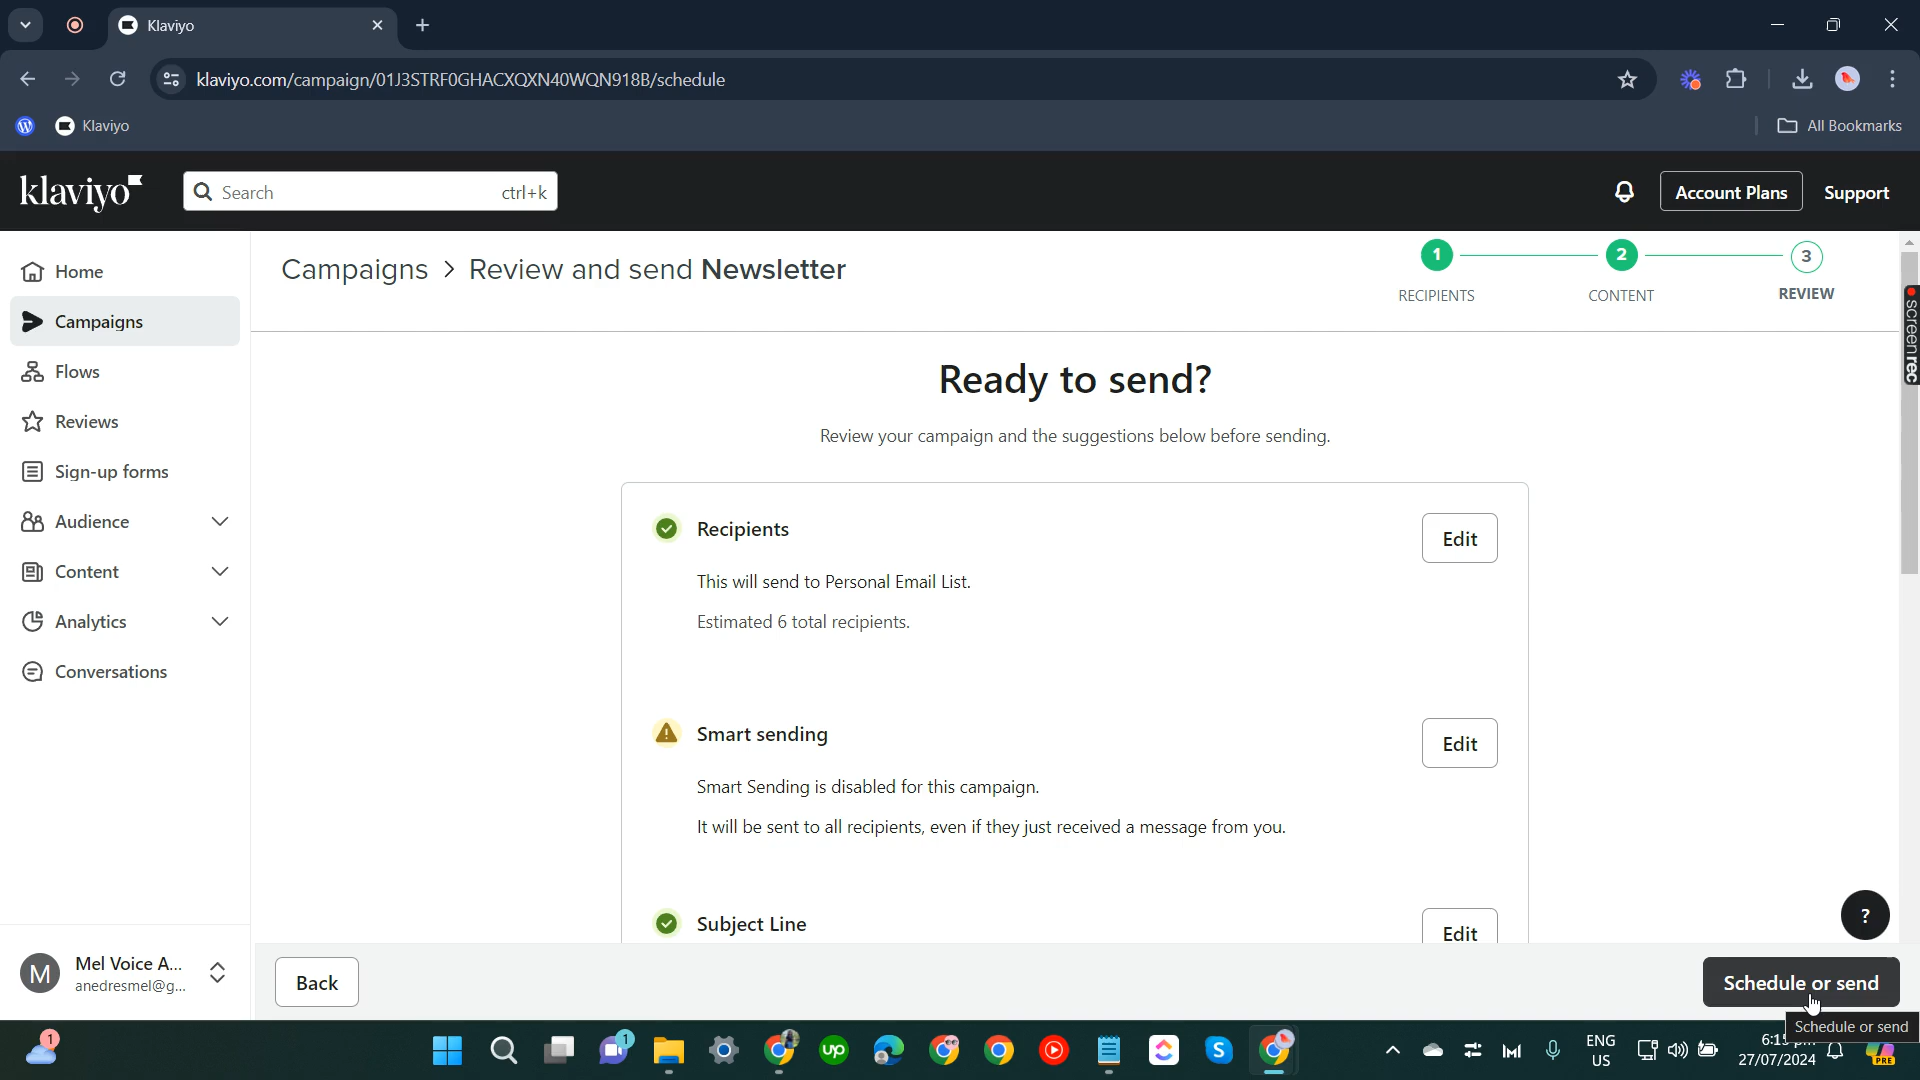 Klaviyo
klaviyo.com/campaign/01J3STRF0GHACXQXN40WQN918B/schedule
Klaviyo
All Bookmarks
klaviyo
Search
ctrl+k
Account Plans
Support
Home
Campaigns
Flows
Reviews
Sign-up forms
Audience
Content
Analytics
Conversations
Mel Voice A...
anedresmel@g...
M
Campaigns > Review and send Newsletter
1
2
3
RECIPIENTS
CONTENT
REVIEW
Ready to send?
Review your campaign and the suggestions below before sending.
Recipients
Edit
This will send to Personal Email List.
Estimated 6 total recipients.
Smart sending
Edit
Smart Sending is disabled for this campaign.
It will be sent to all recipients, even if they just received a message from you.
Subject Line
Edit
screenrec
?
Back
Schedule or send
Schedule or send
1
1
up
S
ENG
US
27/07/2024
PRE